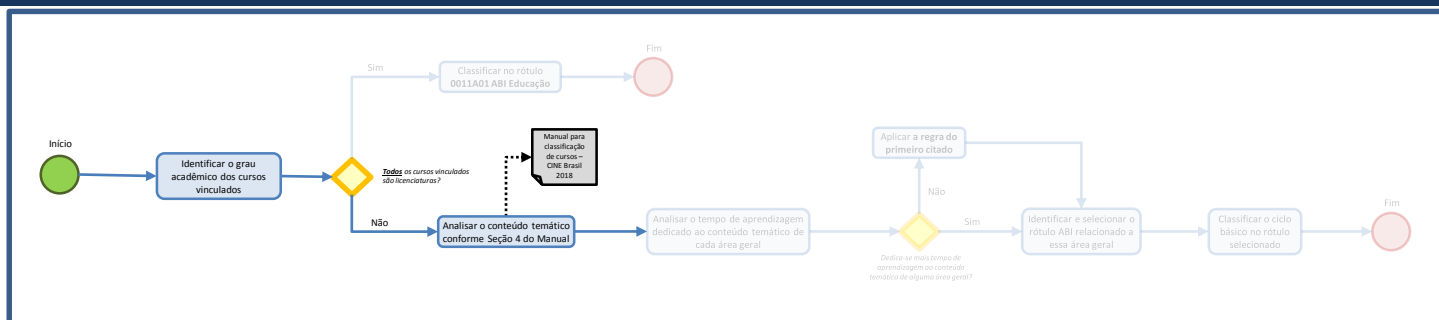 Fim
Sim
Classificar no rótulo
0011A01 ABI Educação
Início
Identificar o grau
acadêmico dos cursos
vinculados
Todos os cursos vinculados
são licenciaturas?
Manual para
classificação
de cursos –
CINE Brasil
2018
Não
Analisar o conteúdo temático
conforme Seção 4 do Manual
Analisar o tempo de aprendizagem
dedicado ao conteúdo temático de
cada área geral
Aplicar a regra do
primeiro citado
Não
Sim
Dedica-se mais tempo de
aprendizagem ao conteúdo
temático de alguma área geral?
Identificar e selecionar o
rótulo ABI relacionado a
essa área geral
Classificar o ciclo
básico no rótulo
selecionado
Fim